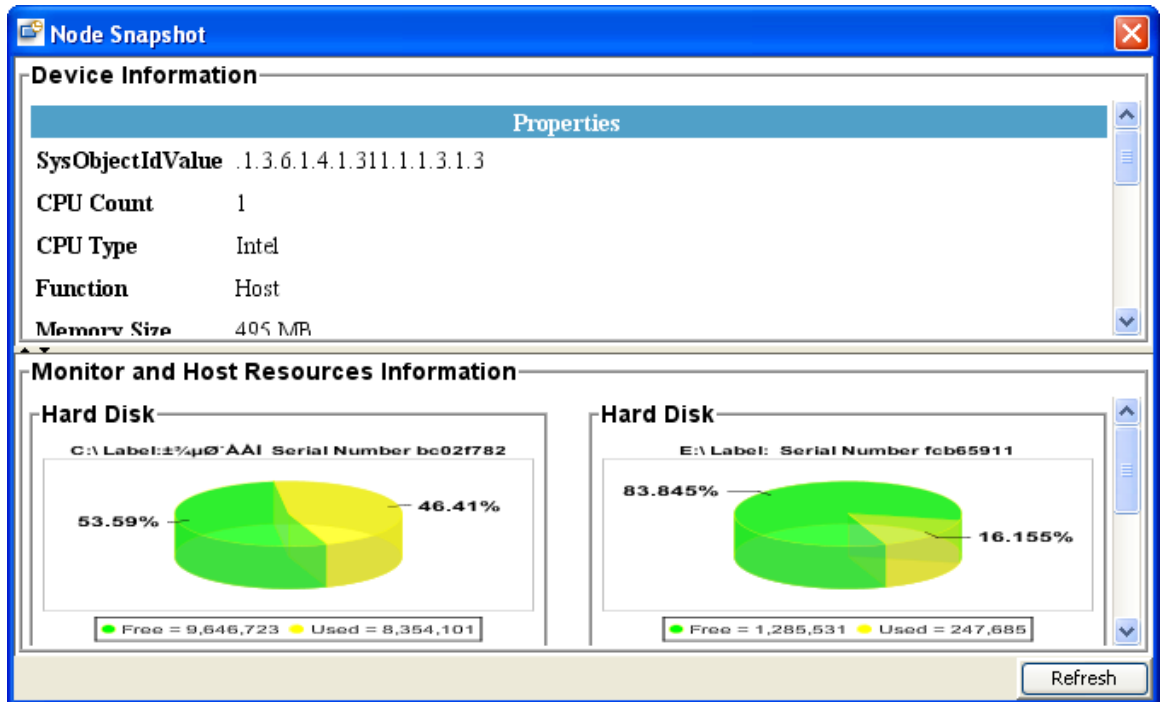 Node Snapshot
Device Information
Properties
SysObjectIdValue .1.3.6.1.4.1.311.1.1.3.1.3
CPU Count 1
CPU Type Intel
Function Host
Memory Size 495 MB
Monitor and Host Resources Information
Hard Disk
C:\ Label:±¾µØ´ÅÅÌ Serial Number bc02f782
53.59%
46.41%
Free = 9,646,723 Used = 8,354,101
Hard Disk
E:\ Label: Serial Number fcb65911
83.845%
16.155%
Free = 1,285,531 Used = 247,685
Refresh